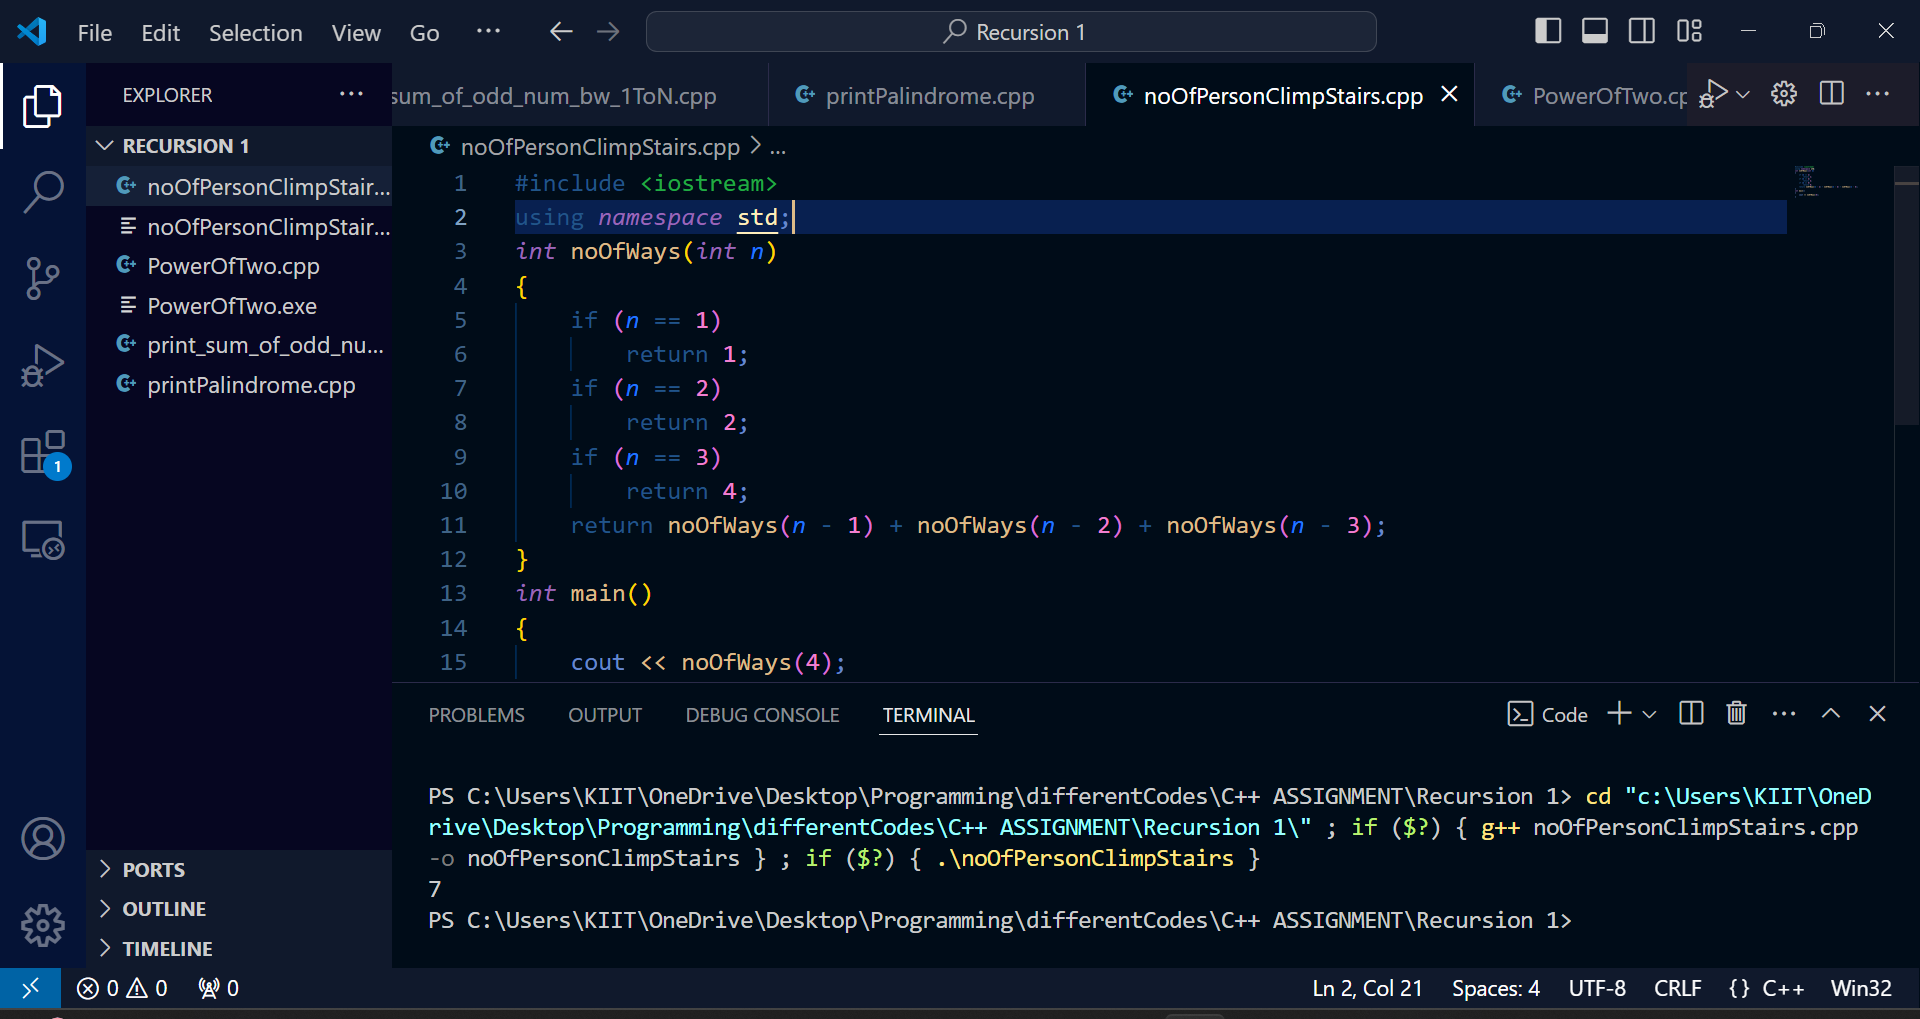 File Edit Selection View Go ··· Recursion 1
EXPLORER ···
sum_of_odd_num_bw_1ToN.cpp printPalindrome.cpp noOfPersonClimpStairs.cpp PowerOfTwo.cp
RECURSION 1
noOfPersonClimpStair...
noOfPersonClimpStair...
PowerOfTwo.cpp
PowerOfTwo.exe
print_sum_of_odd_nu...
printPalindrome.cpp
1
PORTS
OUTLINE
TIMELINE
noOfPersonClimpStairs.cpp > ...
1 #include <iostream>
2 using namespace std;
3 int noOfWays(int n)
4 {
5 if (n == 1)
6 return 1;
7 if (n == 2)
8 return 2;
9 if (n == 3)
10 return 4;
11 return noOfWays(n - 1) + noOfWays(n - 2) + noOfWays(n - 3);
12 }
13 int main()
14 {
15 cout << noOfWays(4);
PROBLEMS OUTPUT DEBUG CONSOLE TERMINAL Code
PS C:\Users\KIIT\OneDrive\Desktop\Programming\differentCodes\C++ ASSIGNMENT\Recursion 1> cd "c:\Users\KIIT\OneD
rive\Desktop\Programming\differentCodes\C++ ASSIGNMENT\Recursion 1\" ; if ($?) { g++ noOfPersonClimpStairs.cpp
-o noOfPersonClimpStairs } ; if ($?) { .\noOfPersonClimpStairs }
7
PS C:\Users\KIIT\OneDrive\Desktop\Programming\differentCodes\C++ ASSIGNMENT\Recursion 1>
0 0 0 Ln 2, Col 21 Spaces: 4 UTF-8 CRLF {} C++ Win32